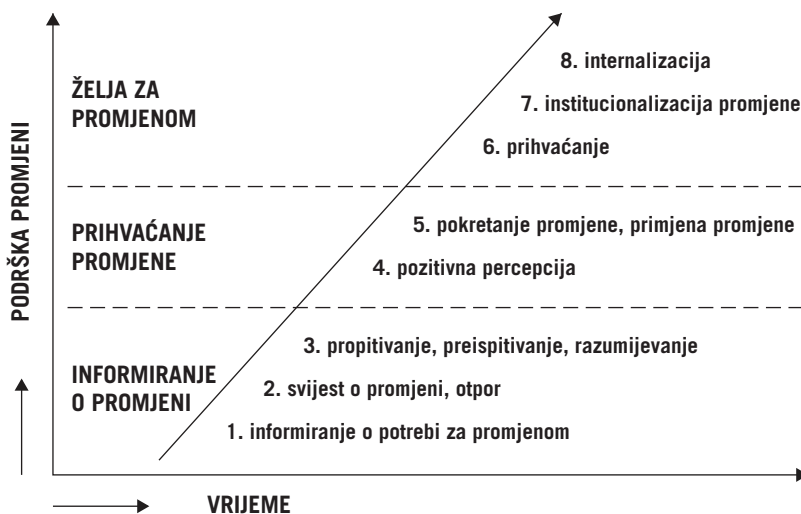 8. internalizacija
ŽELJA ZA
PROMJENOM
7. institucionalizacija promjene
6. prihvaćanje
PODRŠKA PROMJENI
PRIHVAĆANJE
PROMJENE
5. pokretanje promjene, primjena promjene
4. pozitivna percepcija
3. propitivanje, preispitivanje, razumijevanje
INFORMIRANJE
O PROMJENI
2. svijest o promjeni, otpor
1. informiranje o potrebi za promjenom
VRIJEME